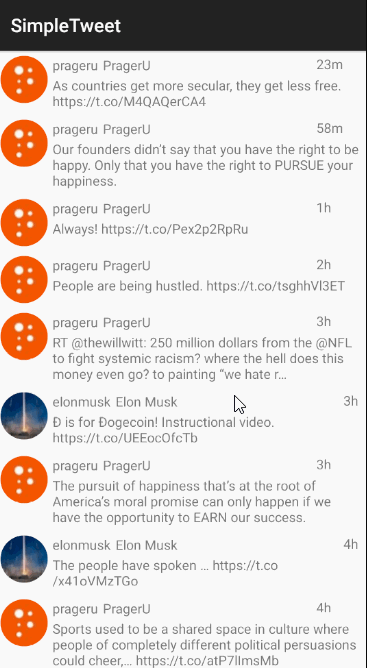 SimpleTweet
prageru PragerU 23m
As countries get more secular, they get less free.
https://t.co/M4QAQerCA4
prageru PragerU 58m
Our founders didn't say that you have the right to be
happy. Only that you have the right to PURSUE your
happiness.
prageru PragerU 1h
Always! https://t.co/Pex2p2RpRu
prageru PragerU 2h
People are being hustled. https://t.co/tsghhVl3ET
prageru PragerU 3h
RT @thewillwitt: 250 million dollars from the @NFL
to fight systemic racism? where the hell does this
money even go? to painting “we hate r…
elonmusk Elon Musk 3h
Ð is for Ðogecoin! Instructional video.
https://t.co/UEEocOfcTb
prageru PragerU 3h
The pursuit of happiness that's at the root of
America's moral promise can only happen if we
have the opportunity to EARN our success.
elonmusk Elon Musk 4h
The people have spoken … https://t.co
/x41oVMzTGo
prageru PragerU 4h
Sports used to be a shared space in culture where
people of completely different political persuasions
could cheer,… https://t.co/atP7lImsMb